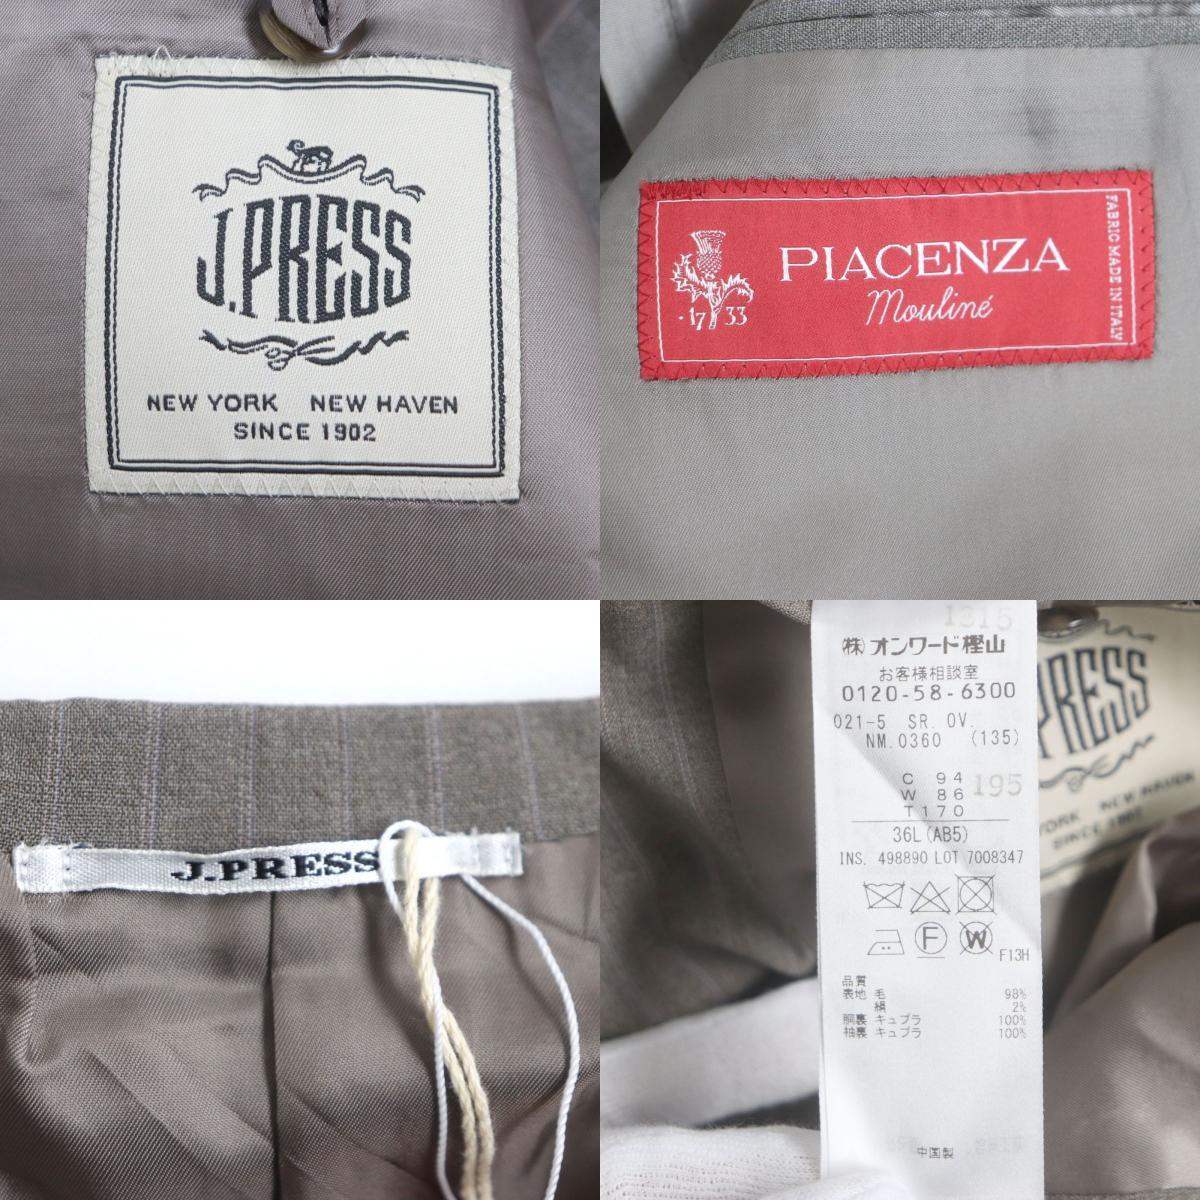 J.PRESS
NEW YORK NEW HAVEN
SINCE 1902
PIACENZA
Mouliné
·17 33
FABRIC MADE IN ITALY
J.PRESS
1315
(株)オンワード樫山
お客様相談室
0120-58-6300
021-5 SR. OV.
NM.0360 (135)
C 94
W 86
T170
195
36L(AB5)
INS. 498890 LOT 7008347
F W
F13H
品質
表地 毛 98%
絹 2%
胴裏 キュプラ 100%
袖裏 キュプラ 100%
中国製
PRESS
YORK NEW HAVEN
SINCE 1902